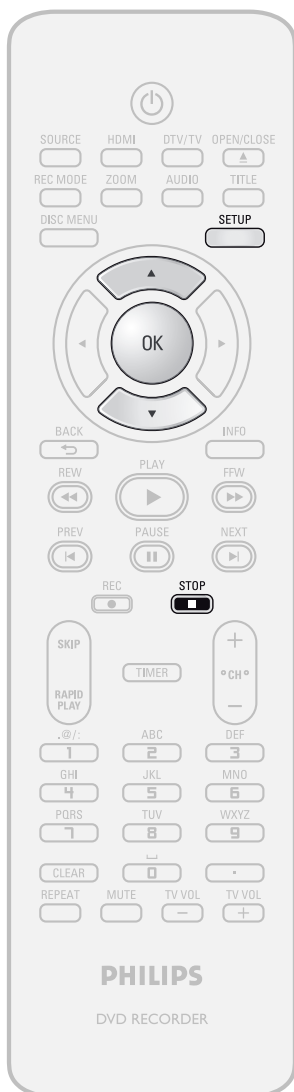 SOURCE HDMI DTV/TV OPEN/CLOSE
REC MODE ZOOM AUDIO TITLE
DISC MENU SETUP
OK
BACK INFO
REW PLAY FFW
PREV PAUSE NEXT
REC STOP
SKIP
RAPID
PLAY
TIMER
+
CH
−
.@/: ABC DEF
1 2 3
GHI JKL MNO
4 5 6
PQRS TUV WXYZ
7 8 9
CLEAR 0 .
REPEAT MUTE TV VOL TV VOL
− +
PHILIPS
DVD RECORDER